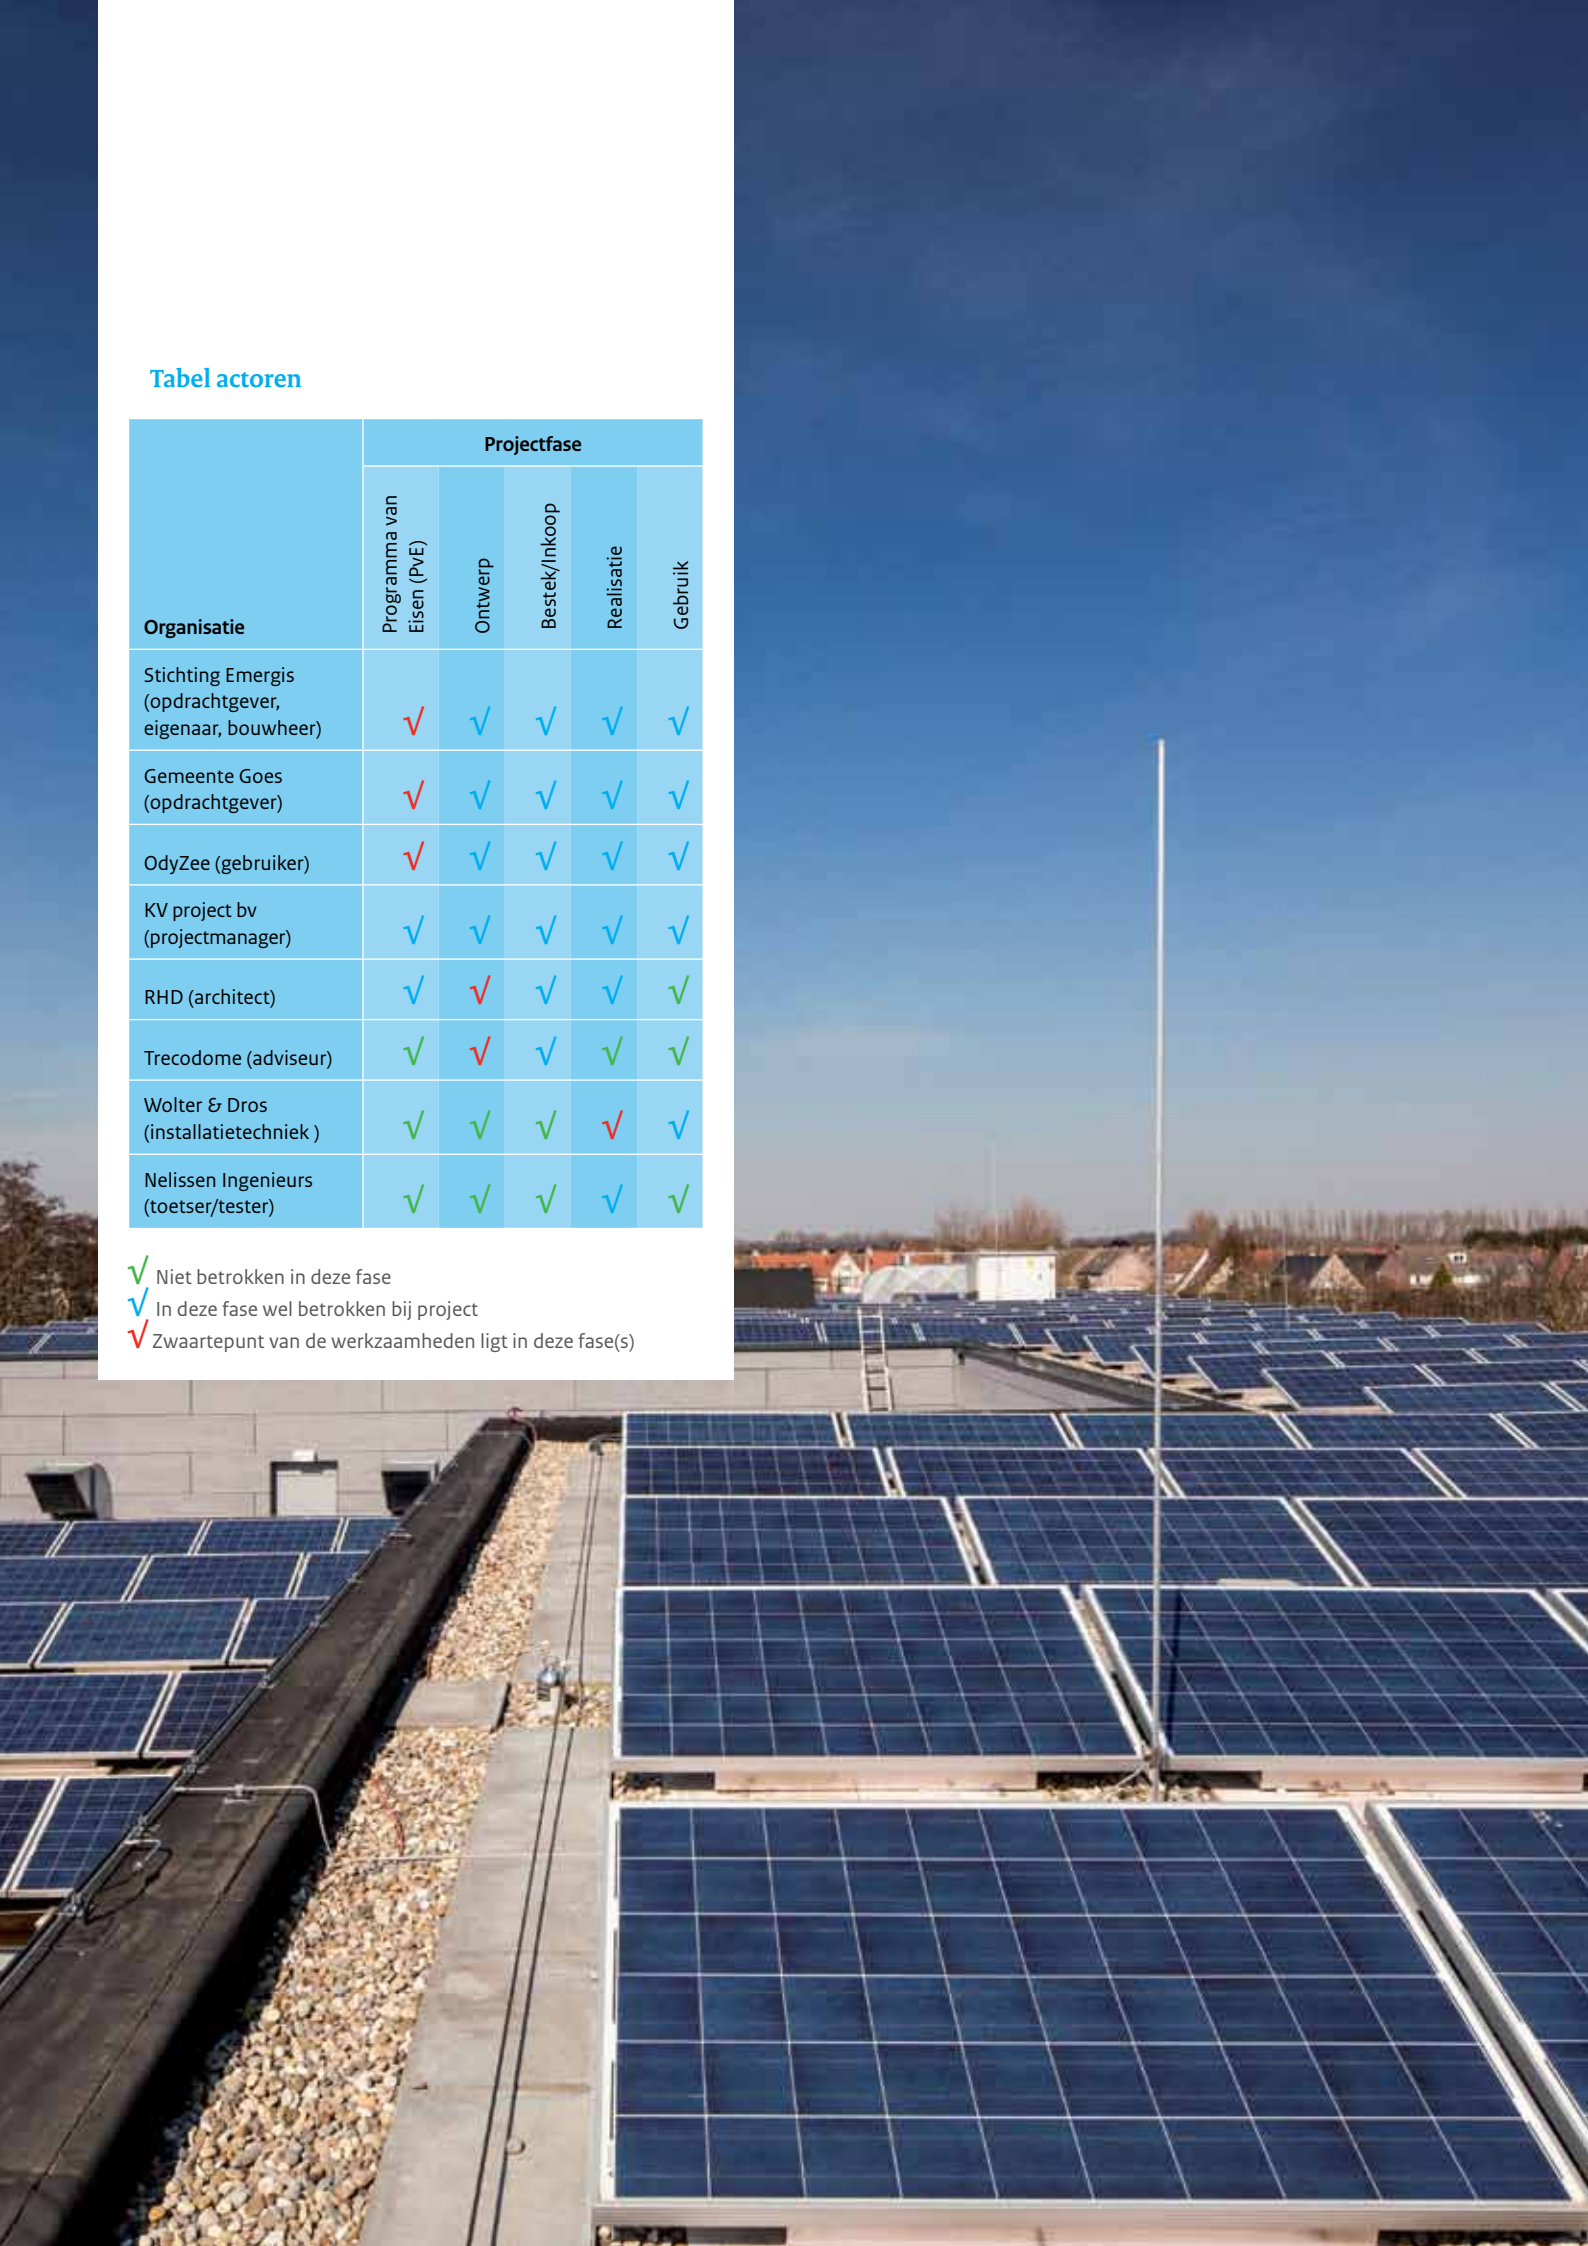 Tabel actoren
Projectfase
Organisatie
Programma van
Eisen (PvE)
Ontwerp
Bestek/Inkoop
Realisatie
Gebruik
Stichting Emergis
(opdrachtgever,
eigenaar, bouwheer) √ √ √ √ √
Gemeente Goes
(opdrachtgever) √ √ √ √ √
OdyZee (gebruiker) √ √ √ √ √
KV project bv
(projectmanager) √ √ √ √ √
RHD (architect) √ √ √ √ √
Trecodome (adviseur) √ √ √ √ √
Wolter & Dros
(installatietechniek ) √ √ √ √ √
Nelissen Ingenieurs
(toetser/tester) √ √ √ √ √
√ Niet betrokken in deze fase
√ In deze fase wel betrokken bij project
√ Zwaartepunt van de werkzaamheden ligt in deze fase(s)